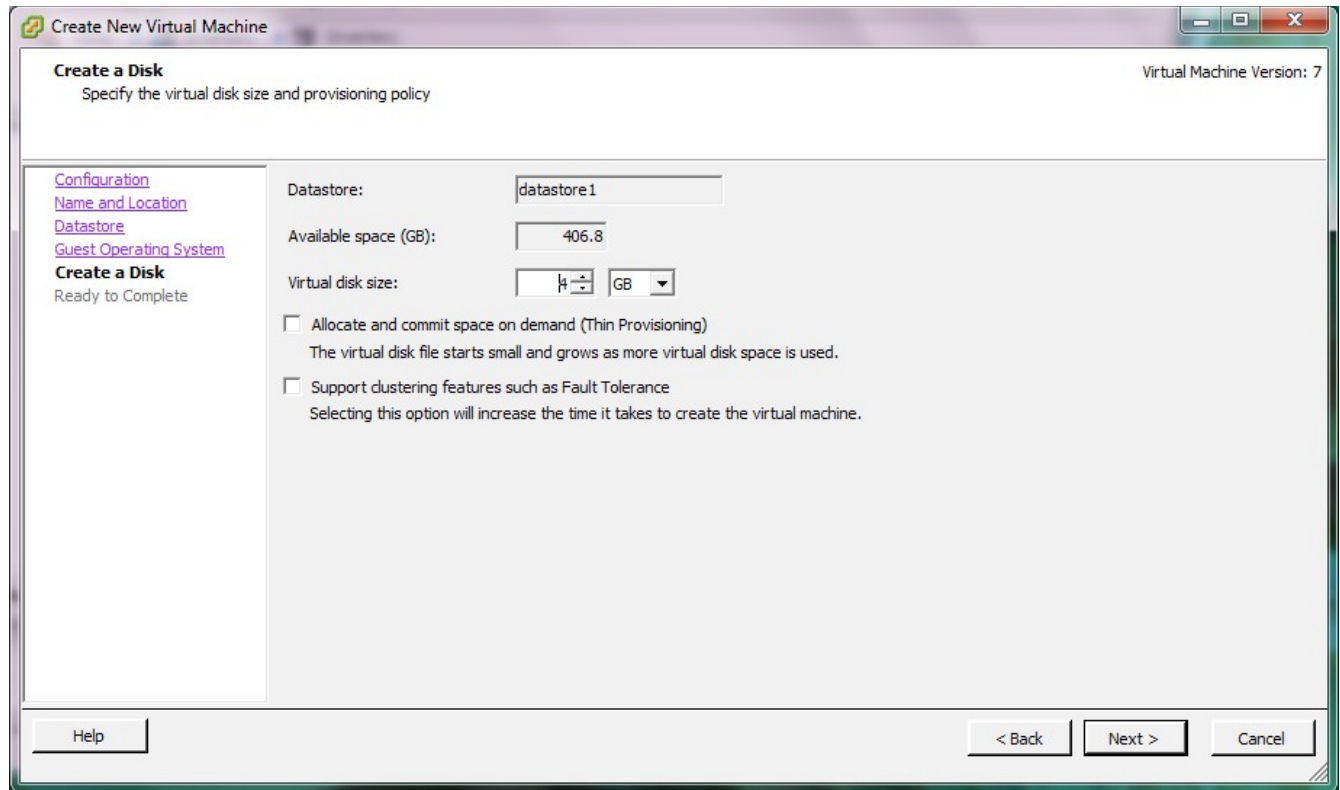 Create New Virtual Machine
Create a Disk
Virtual Machine Version: 7
Specify the virtual disk size and provisioning policy
Configuration
Name and Location
Datastore
Guest Operating System
Create a Disk
Ready to Complete
Datastore: datastore1
Available space (GB): 406.8
Virtual disk size: 4 GB
Allocate and commit space on demand (Thin Provisioning)
The virtual disk file starts small and grows as more virtual disk space is used.
Support clustering features such as Fault Tolerance
Selecting this option will increase the time it takes to create the virtual machine.
Help
< Back
Next >
Cancel